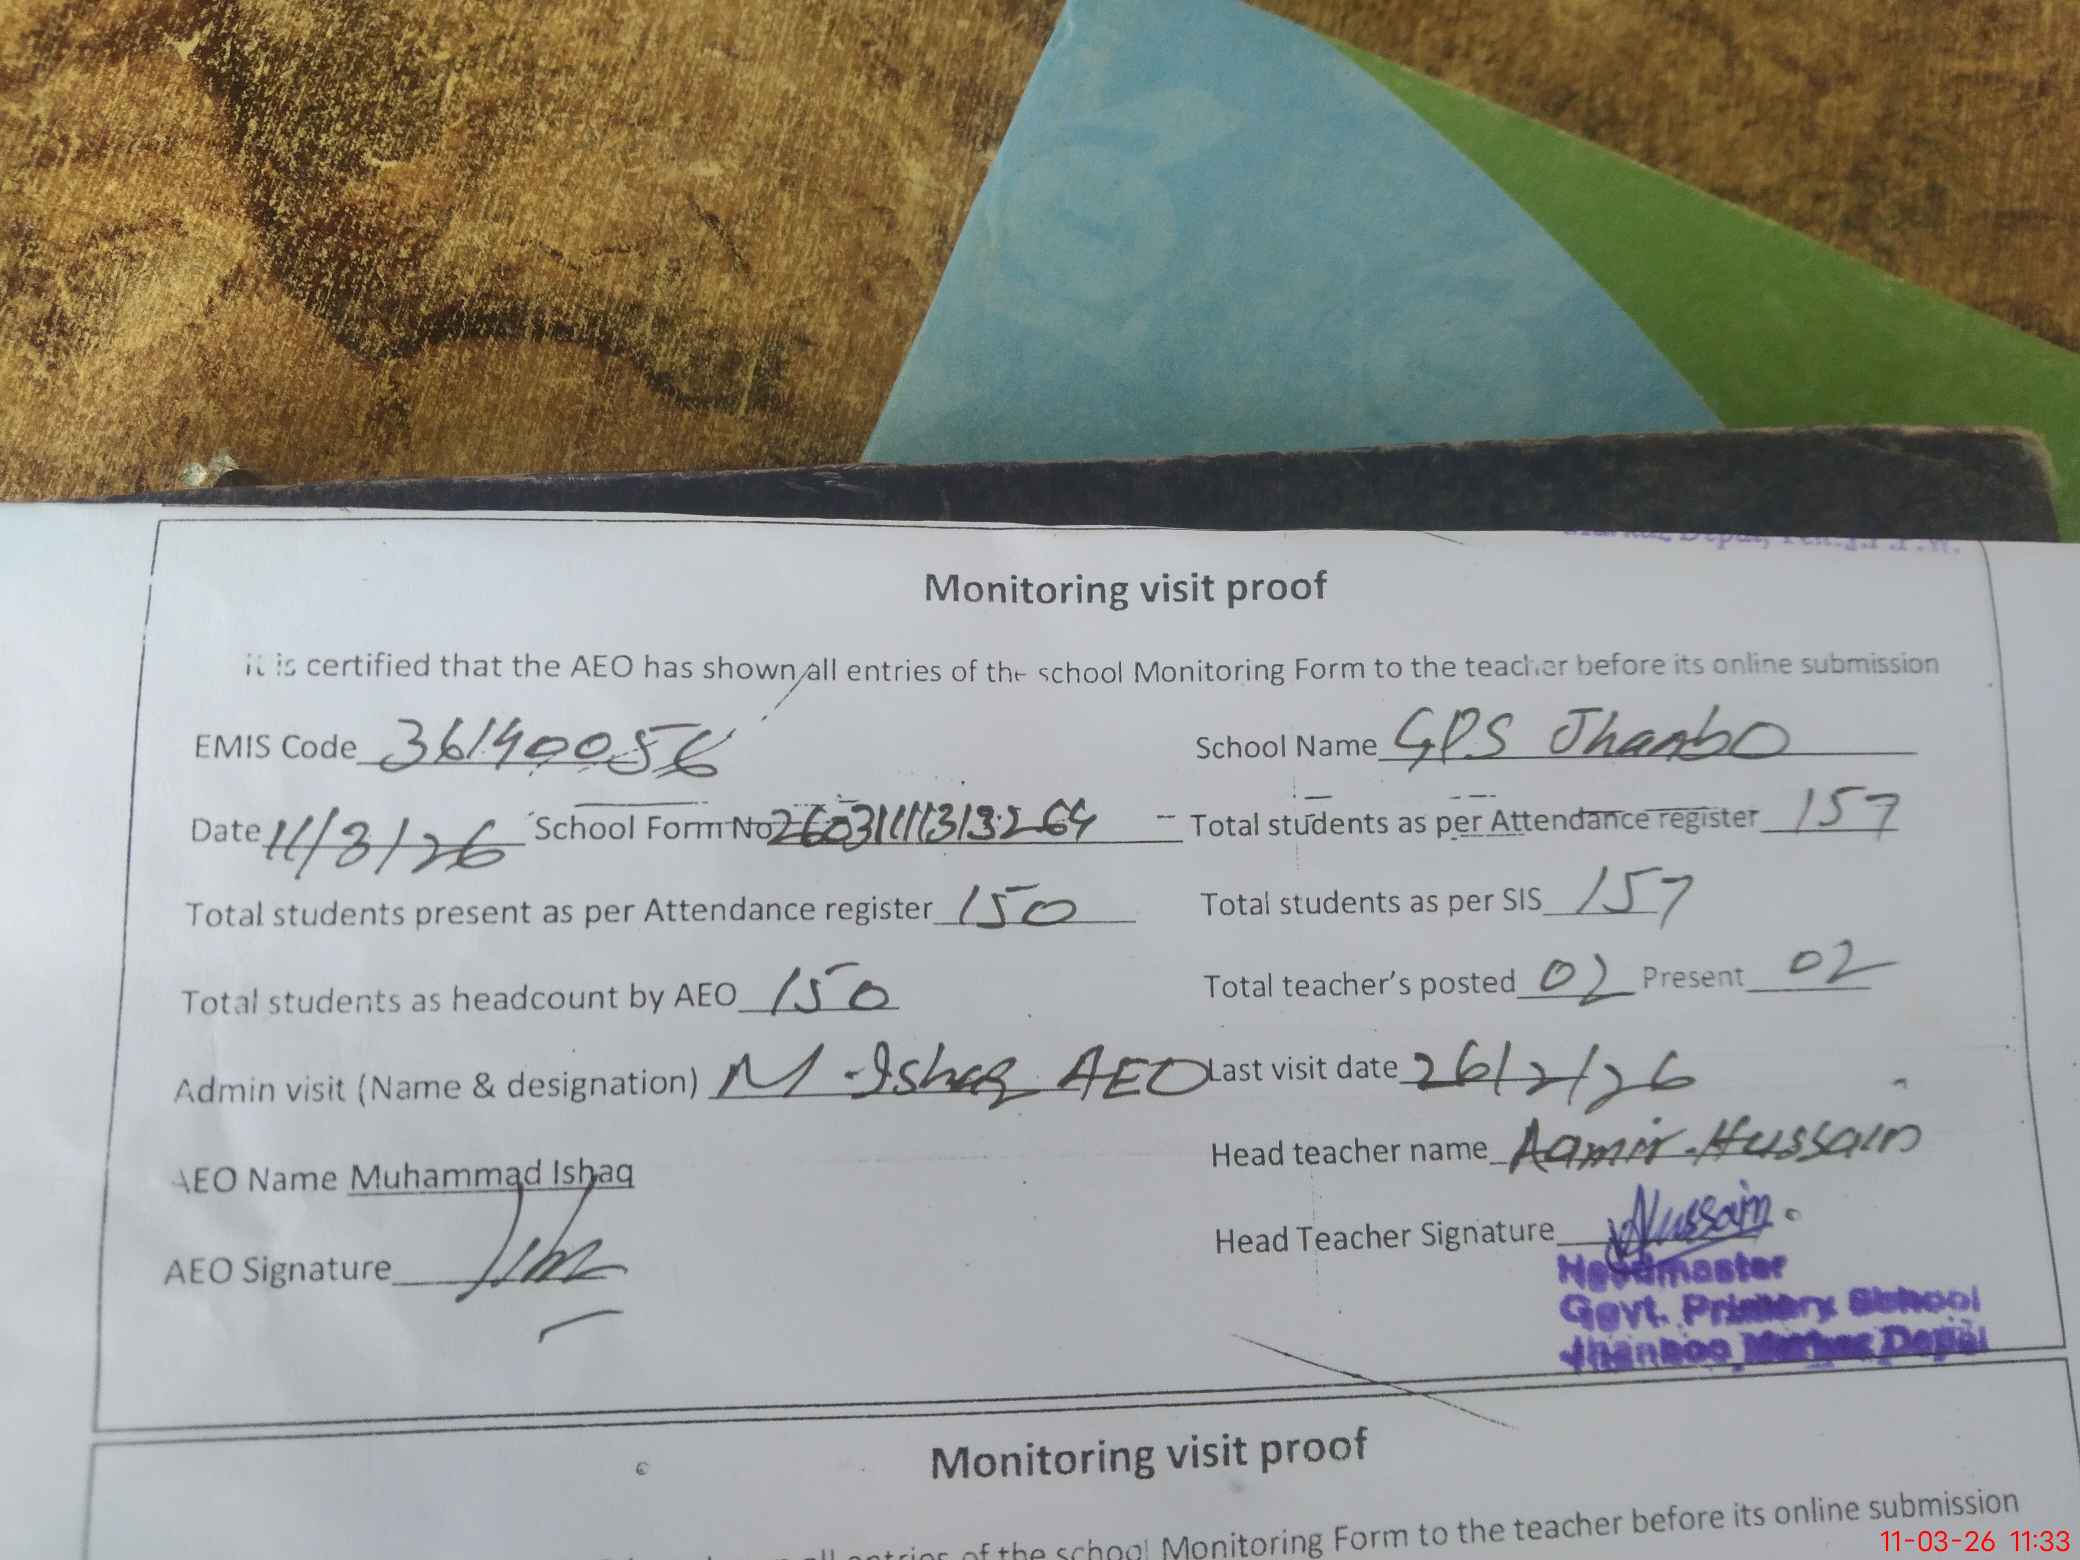 Monitoring visit proof
it is certified that the AEO has shown all entries of the school Monitoring Form to the teacher before its online submission
EMIS Code 36140056 School Name GPS Jhanbo
Date 11/3/26 School Form No Total students as per Attendance register 157
Total students present as per Attendance register 150 Total students as per SIS 157
Total students as headcount by AEO 150 Total teacher's posted 02 Present 02
Admin visit (Name & designation) M. Ishaq AEO Last visit date 26/2/26
Head teacher name Aamir Hussain
AEO Name Muhammad Ishaq
Head Teacher Signature Hussain
AEO Signature
Headmaster
Govt. Primary School
Jhanboo Markaz Depal
Monitoring visit proof
all entries of the school Monitoring Form to the teacher before its online submission
11-03-26 11:33